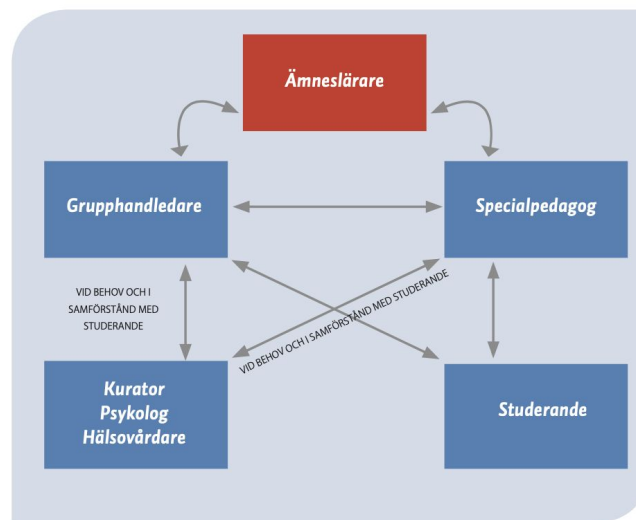 Ämneslärare
Grupphandledare
Specialpedagog
VID BEHOV OCH I
SAMFÖRSTÅND MED
STUDERANDE
VID BEHOV OCH I SAMFÖRSTÅND MED STUDERANDE
Kurator
Psykolog
Hälsovårdare
Studerande